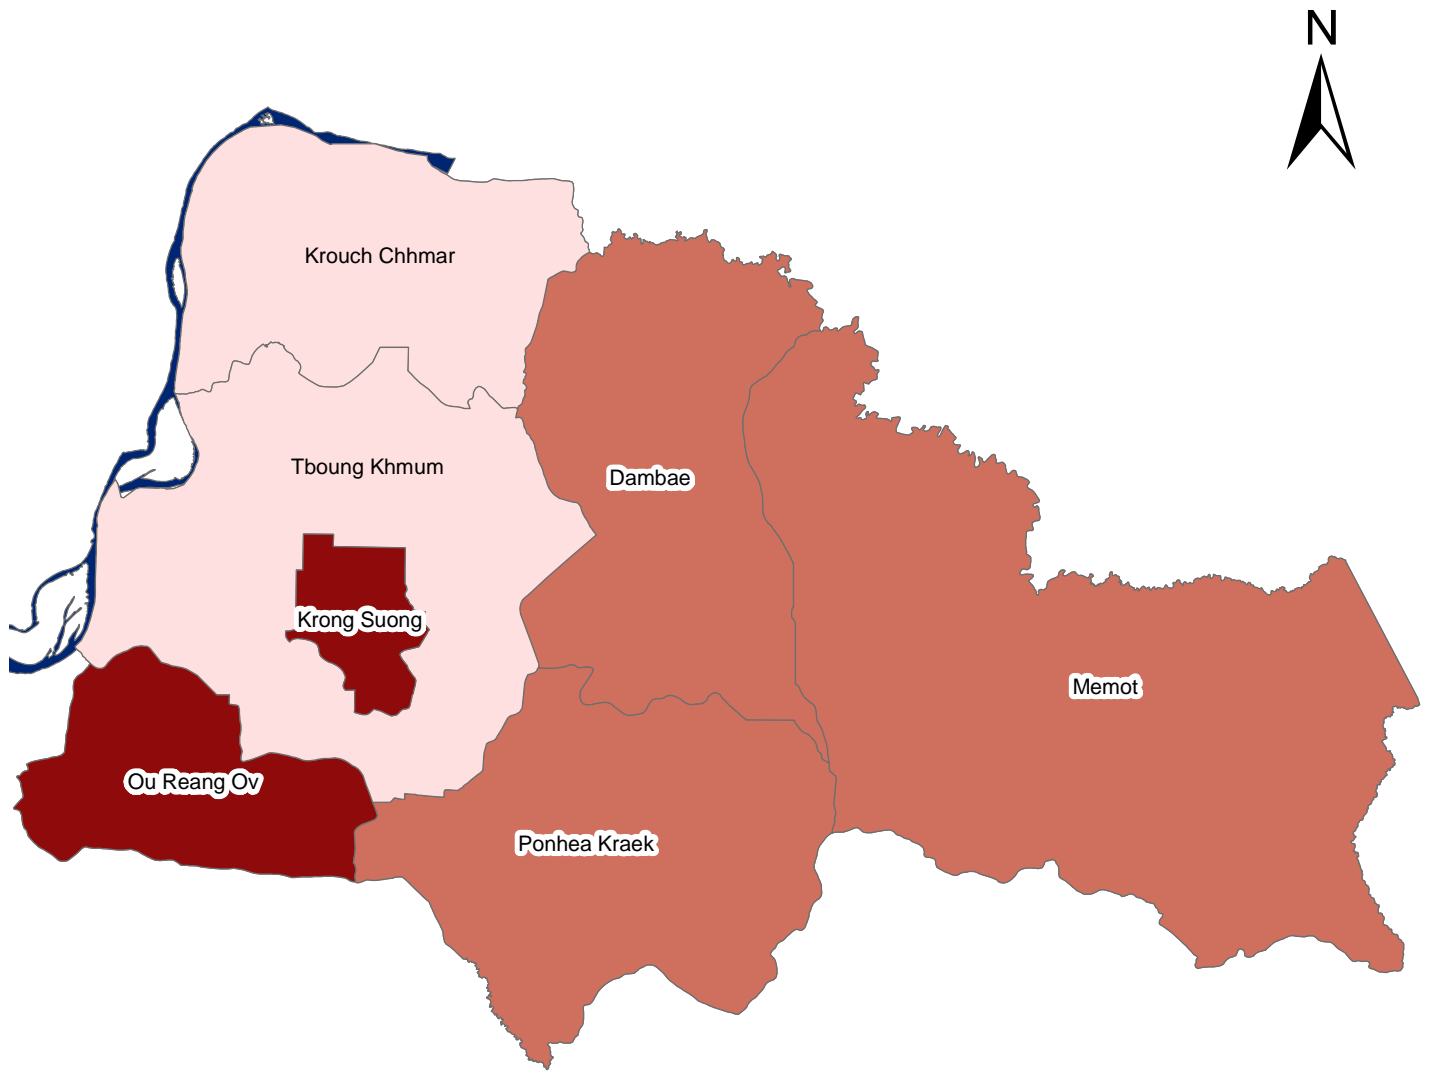 N
Krouch Chhmar
Tboung Khmum
Dambae
Krong Suong
Memot
Ou Reang Ov
Ponhea Kraek